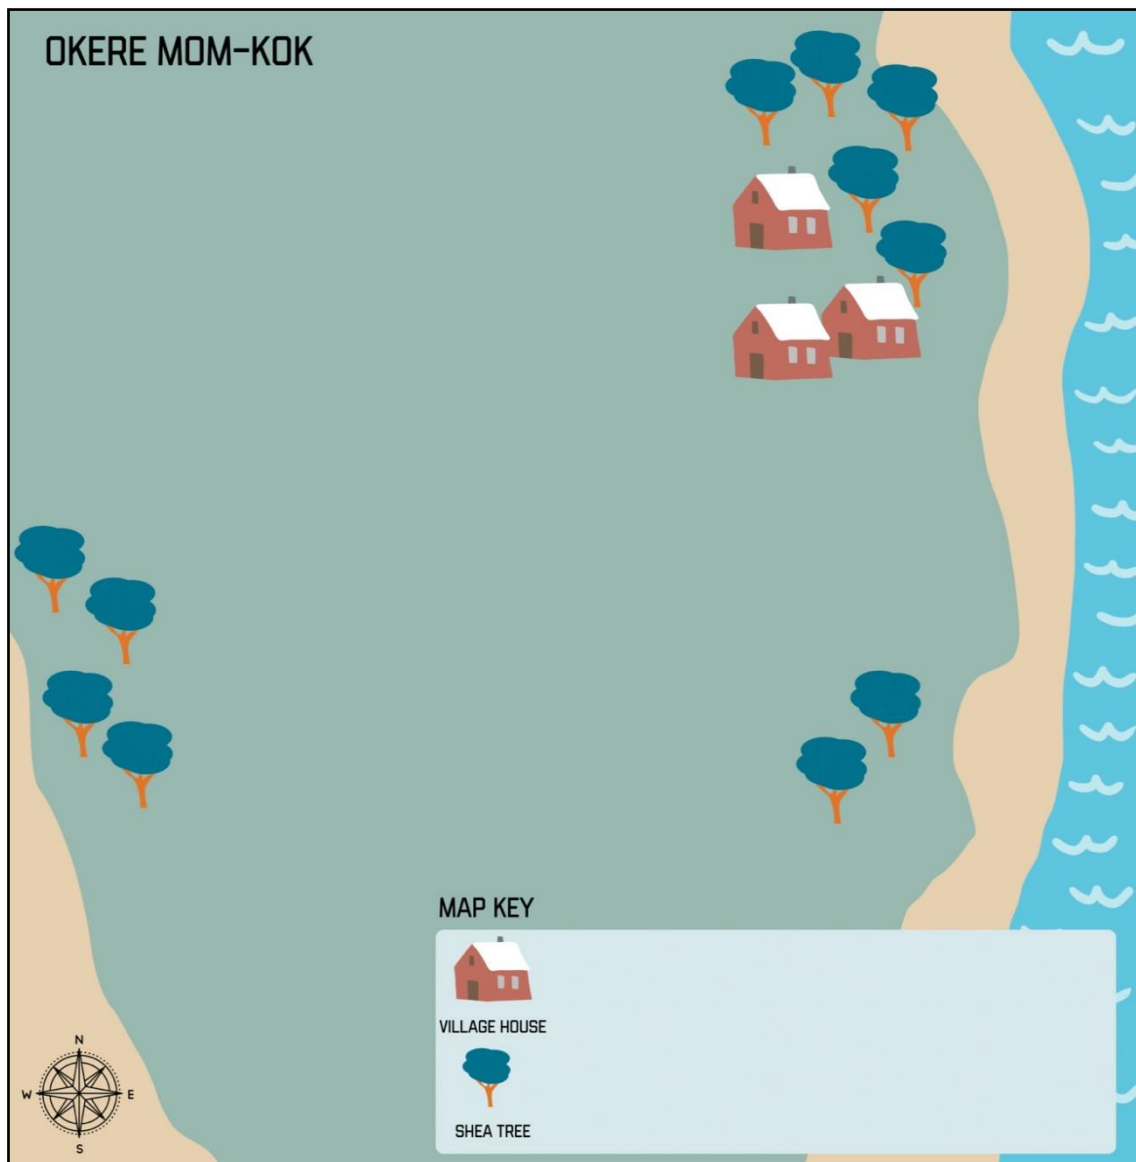 OKERE MOM-KOK
MAP KEY
VILLAGE HOUSE
SHEA TREE
N
W E
S